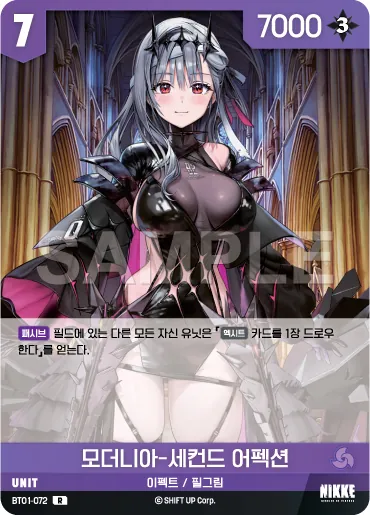 7
7000 3
SAMPLE
패시브 필드에 있는 다른 모든 자신 유닛은 「엑시트 카드를 1장 드로우
한다」를 얻는다.
모더니아-세컨드 어펙션
UNIT
이펙트 / 필그림
BT01-072 R
© SHIFT UP Corp.
NIKKE
GODDESS OF VICTORY